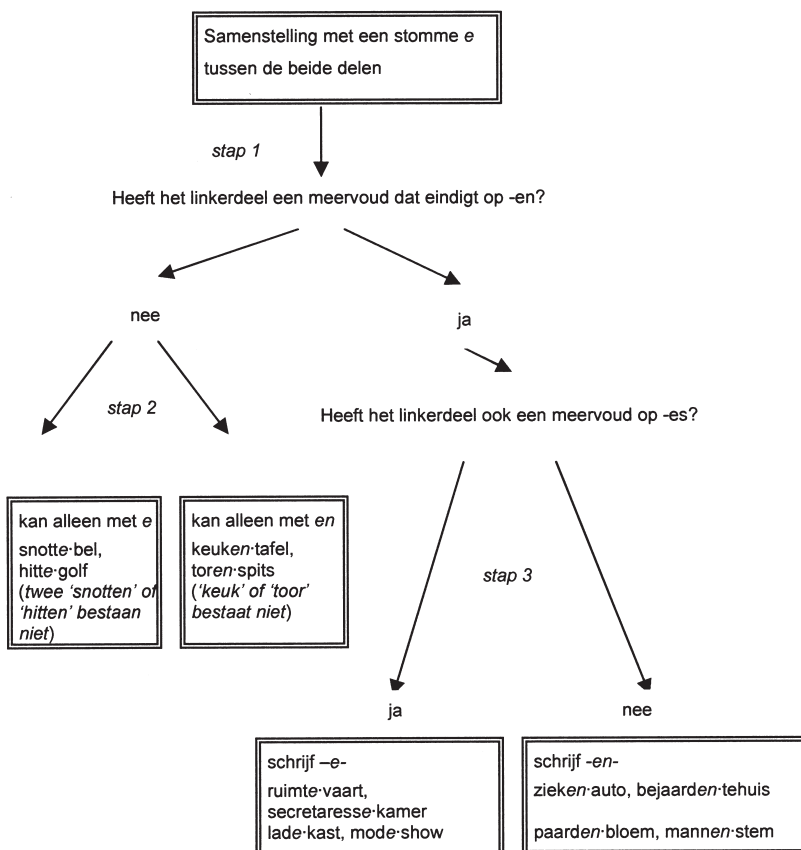 Samenstelling met een stomme e
tussen de beide delen
stap 1
Heeft het linkerdeel een meervoud dat eindigt op -en?
nee
ja
stap 2
Heeft het linkerdeel ook een meervoud op -es?
kan alleen met e
snotte·bel,
hitte·golf
(twee 'snotten' of
'hitten' bestaan
niet)
kan alleen met en
keuken·tafel,
toren·spits
('keuk' of 'toor'
bestaat niet)
stap 3
ja
nee
schrijf –e-
ruimte·vaart,
secretaresse·kamer
lade·kast, mode·show
schrijf -en-
zieken·auto, bejaarden·tehuis
paarden·bloem, mannen·stem